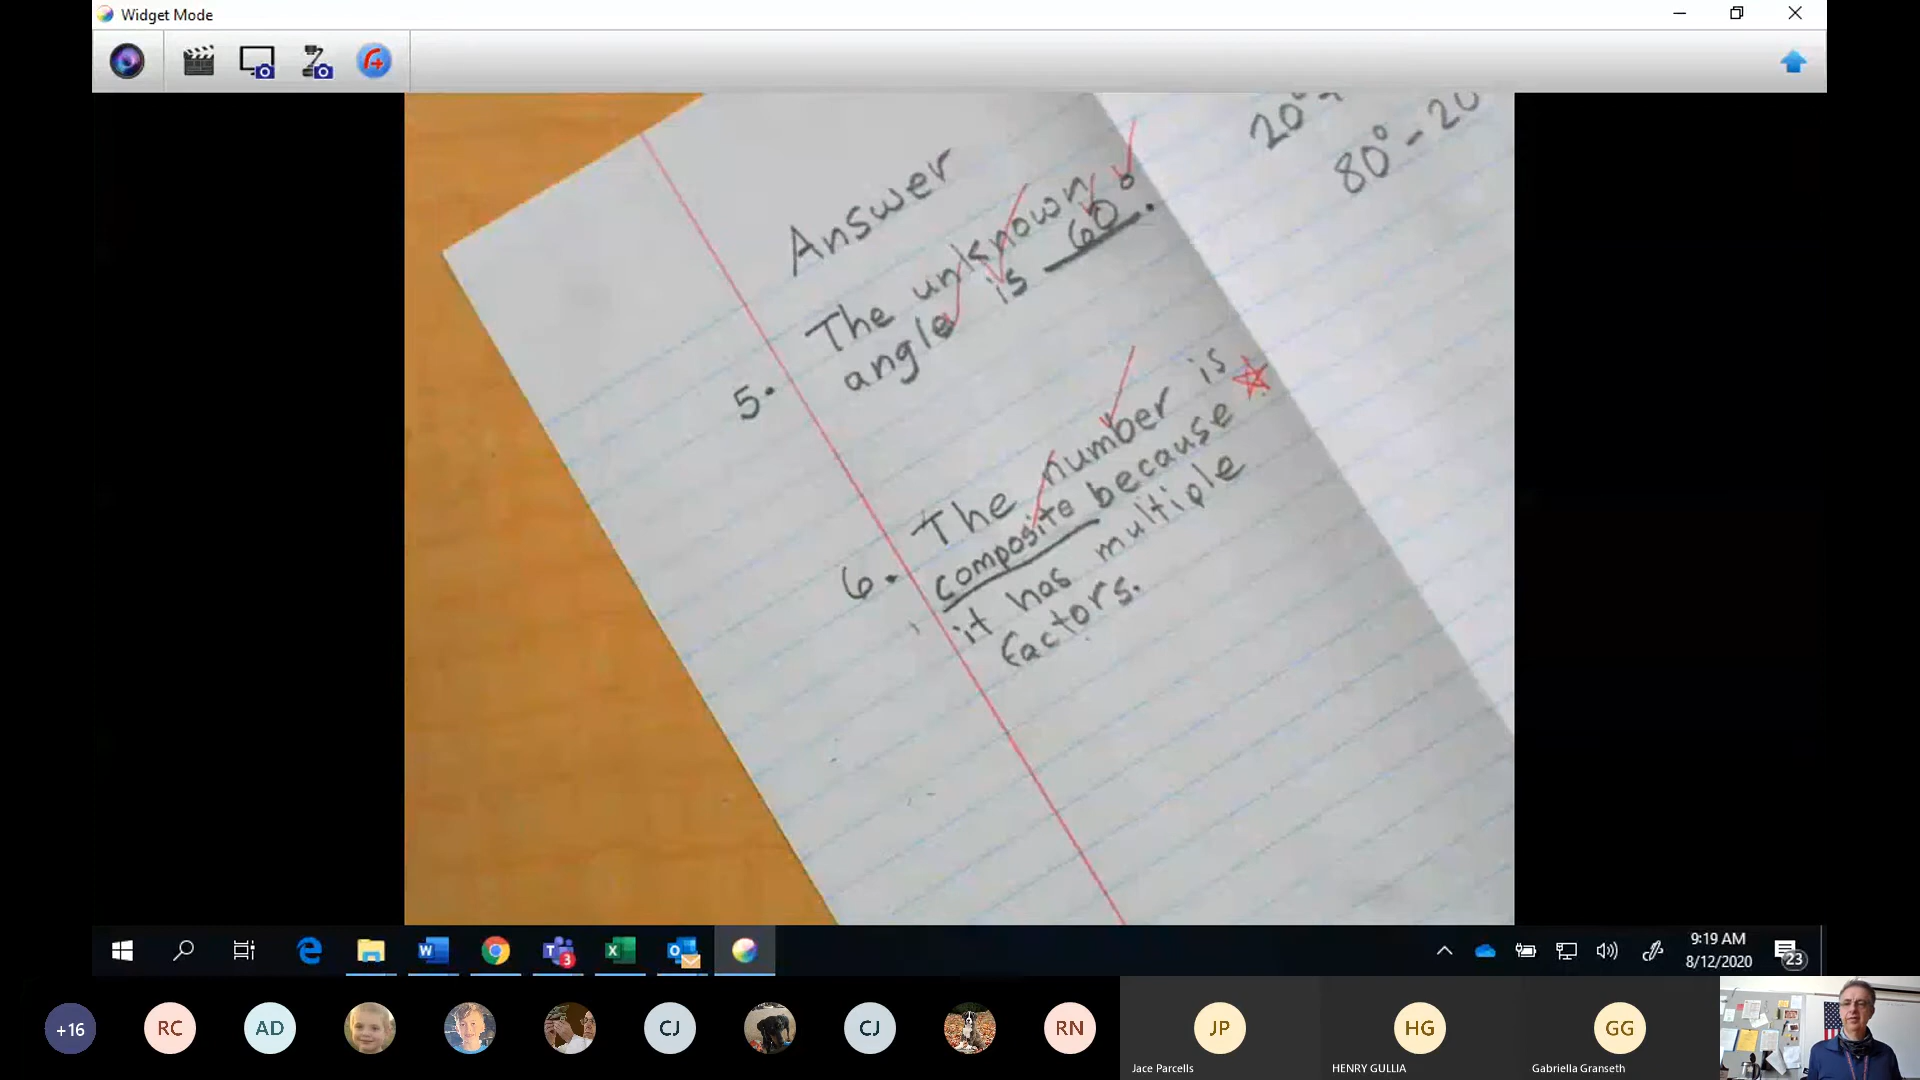 Widget Mode
20°
80° - 20
Answer
5. The unknown
angle is 60°.
6. The number is
composite because
it has multiple
factors.
W
3
X
O
9:19 AM
8/12/2020
23
+16
RC
AD
CJ
CJ
RN
JP
HG
GG
Jace Parcells
HENRY GULLIA
Gabriella Granseth